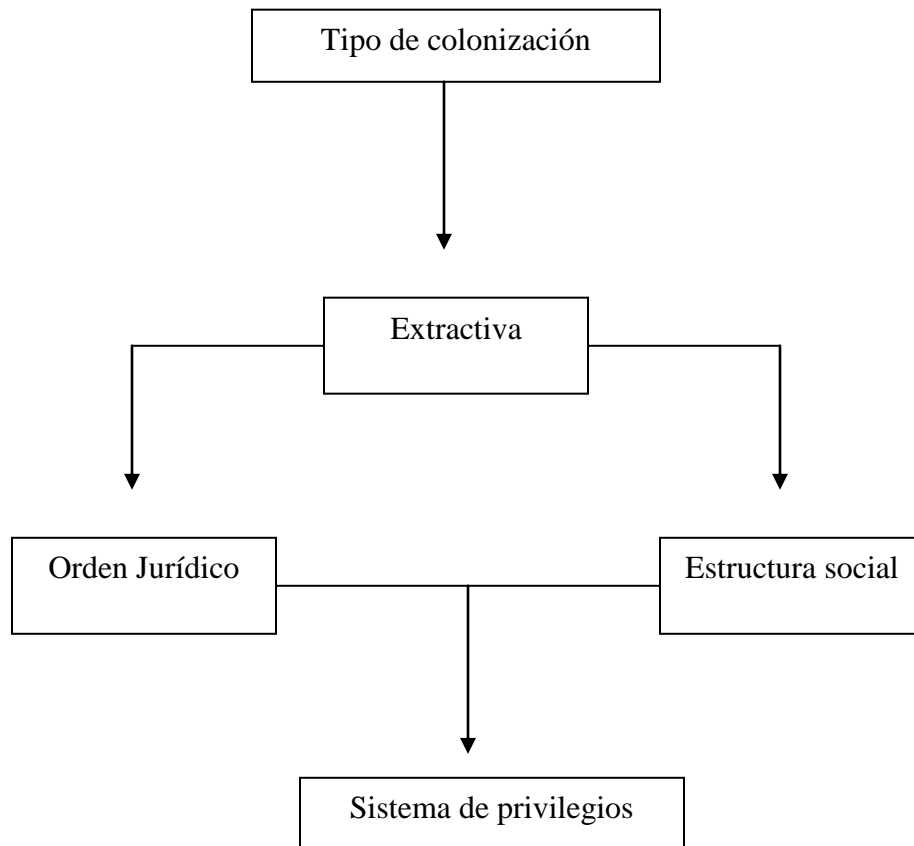 Tipo de colonización
Extractiva
Orden Jurídico
Estructura social
Sistema de privilegios